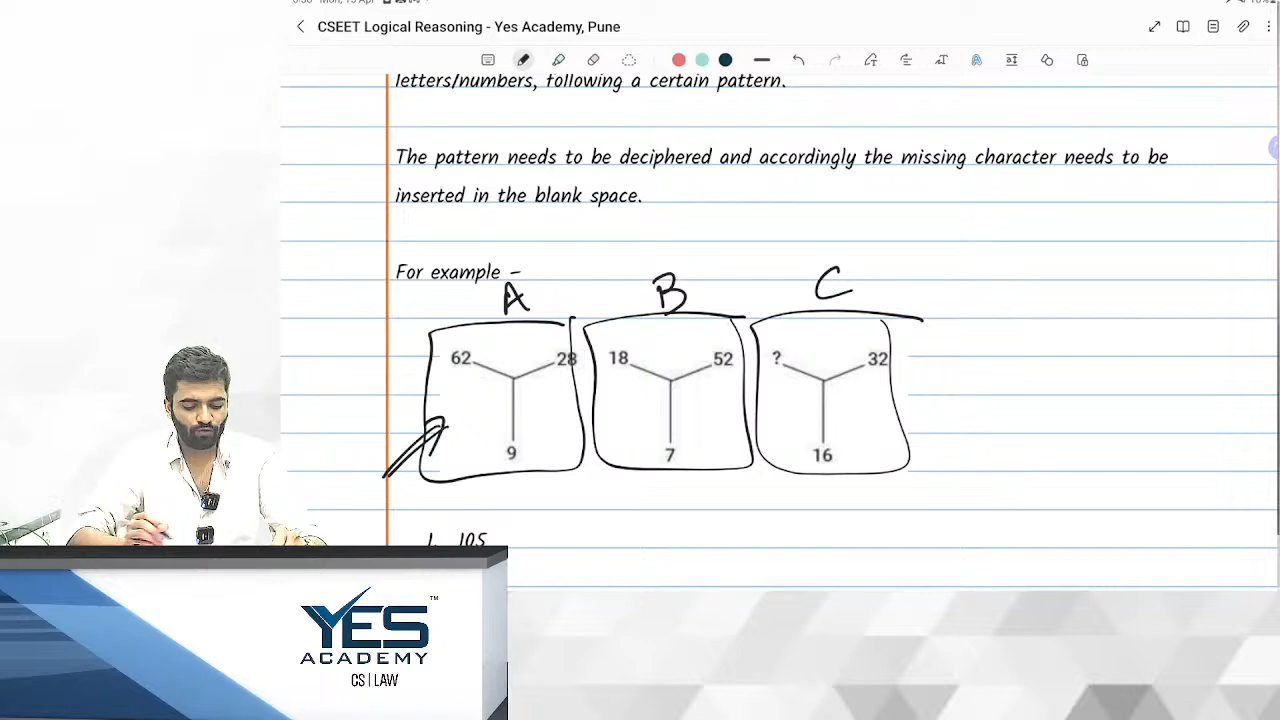 CSEET Logical Reasoning - Yes Academy, Pune
letters/numbers, following a certain pattern.
The pattern needs to be deciphered and accordingly the missing character needs to be
inserted in the blank space.
For example -
A B C
62 28 18 52 ? 32
9 7 16
1. 105
YES
ACADEMY
TM
CS | LAW